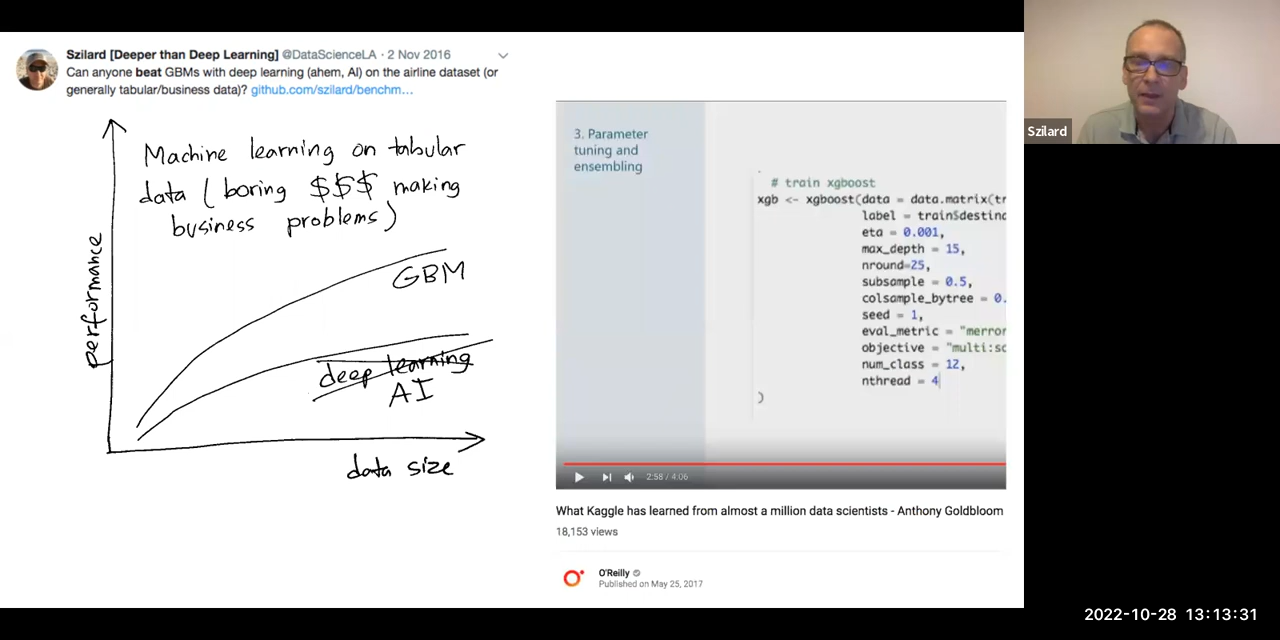 Szilard [Deeper than Deep Learning] @DataScienceLA · 2 Nov 2016
Can anyone beat GBMs with deep learning (ahem, AI) on the airline dataset (or
generally tabular/business data)? github.com/szilard/benchm…
Machine learning on tabular
data (boring $$$ making
business problems)
performance
GBM
deep learning
AI
data size
3. Parameter
tuning and
ensembling
# train xgboost
xgb <- xgboost(data = data.matrix(tr
label = train$destina
eta = 0.001,
max_depth = 15,
nround=25,
subsample = 0.5,
colsample_bytree = 0.
seed = 1,
eval_metric = "merror
objective = "multi:so
num_class = 12,
nthread = 4
)
2:58 / 4:06
What Kaggle has learned from almost a million data scientists - Anthony Goldbloom
18,153 views
O'Reilly
Published on May 25, 2017
Szilard
2022-10-28 13:13:31